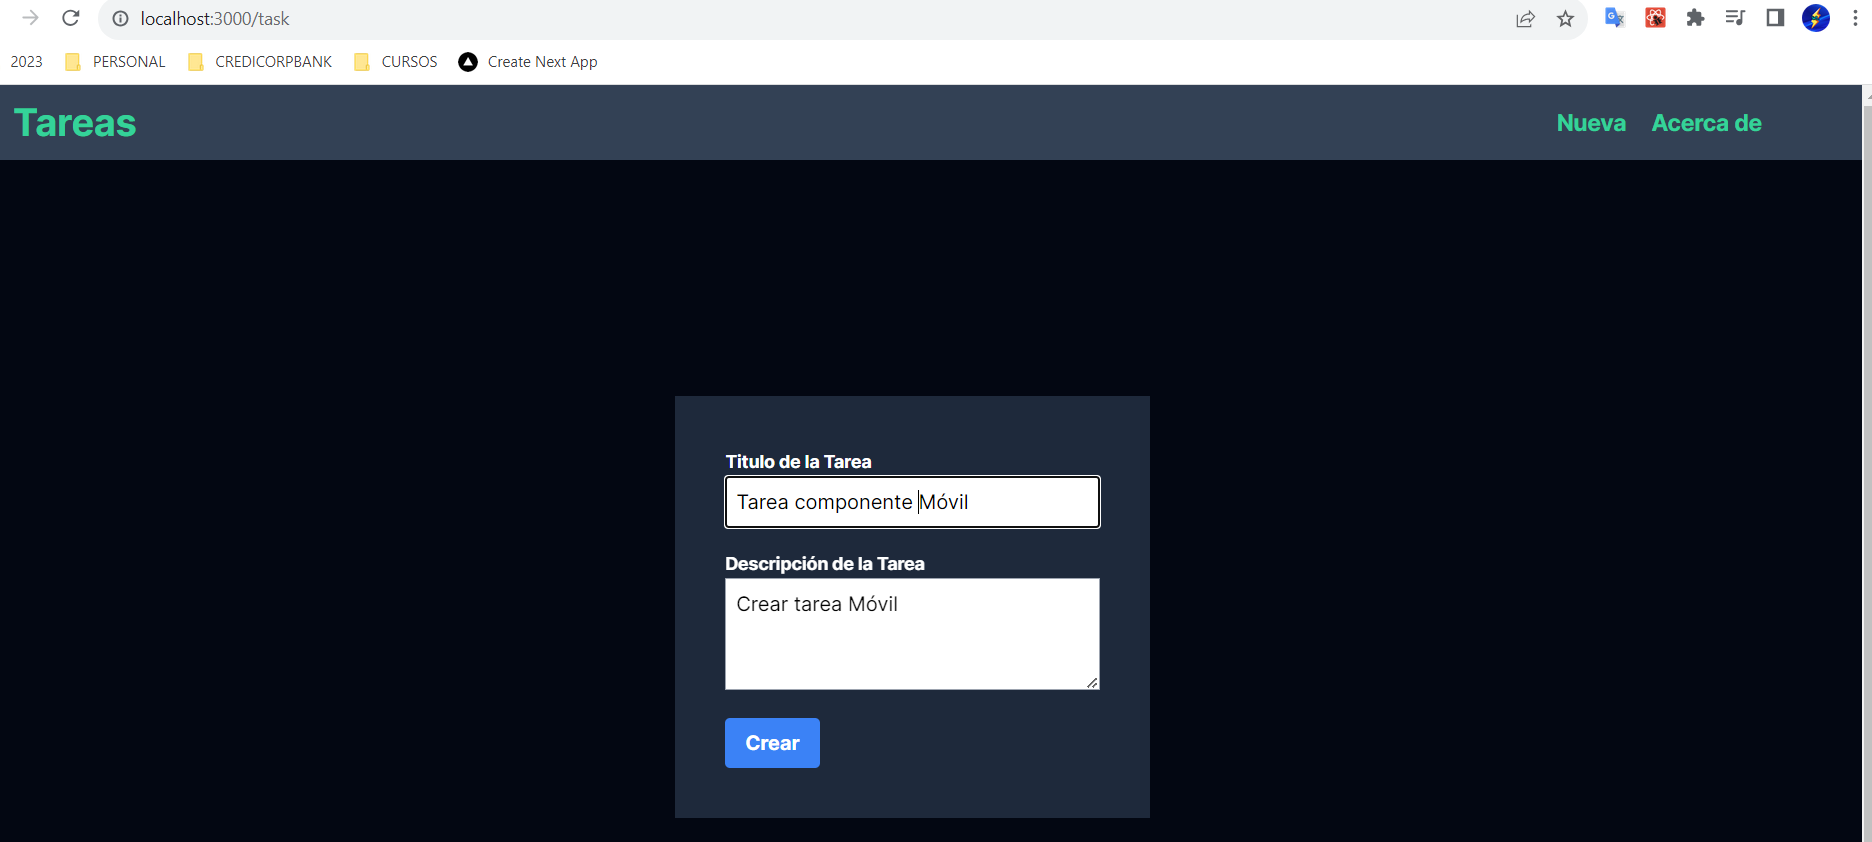 localhost:3000/task
2023 PERSONAL CREDICORPBANK CURSOS Create Next App
Tareas Nueva Acerca de
Titulo de la Tarea
Tarea componente Móvil
Descripción de la Tarea
Crear tarea Móvil
Crear